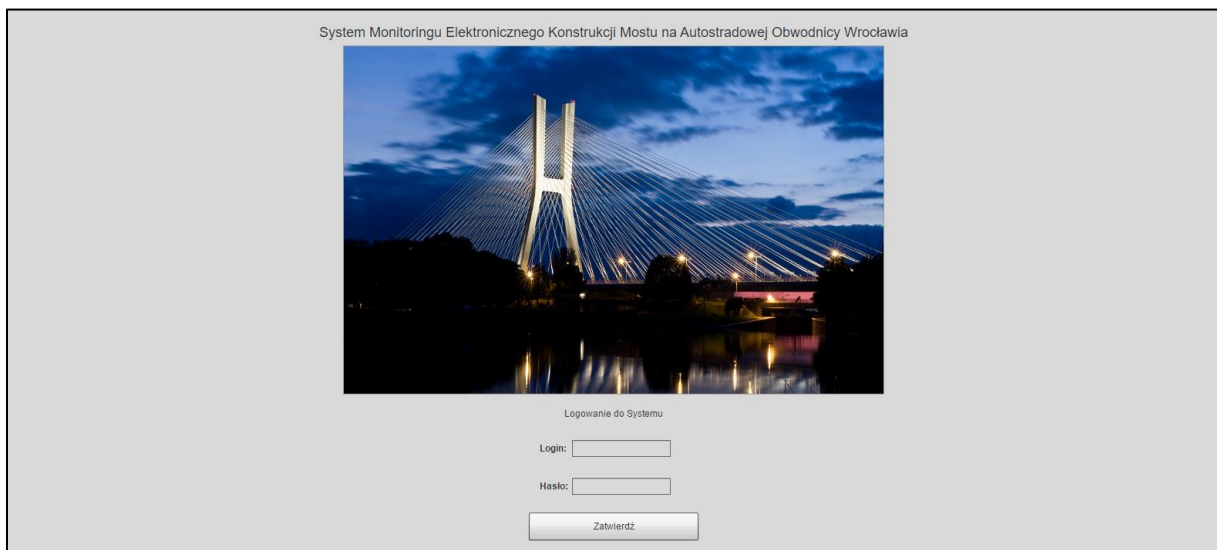 System Monitoringu Elektronicznego Konstrukcji Mostu na Autostradowej Obwodnicy Wrocławia
Logowanie do Systemu
Login:
Hasło:
Zatwierdź